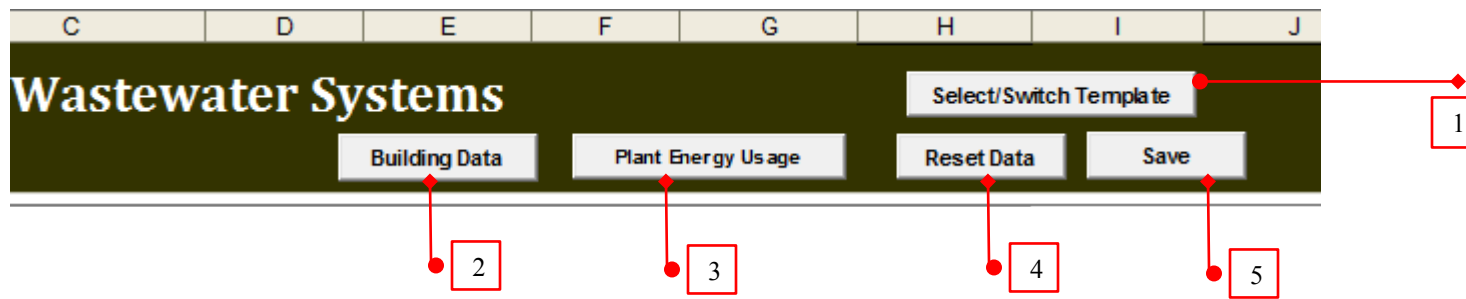 C D E F G H I J
Wastewater Systems
Select/Switch Template
1
Building Data Plant Energy Usage Reset Data Save
2 3 4 5